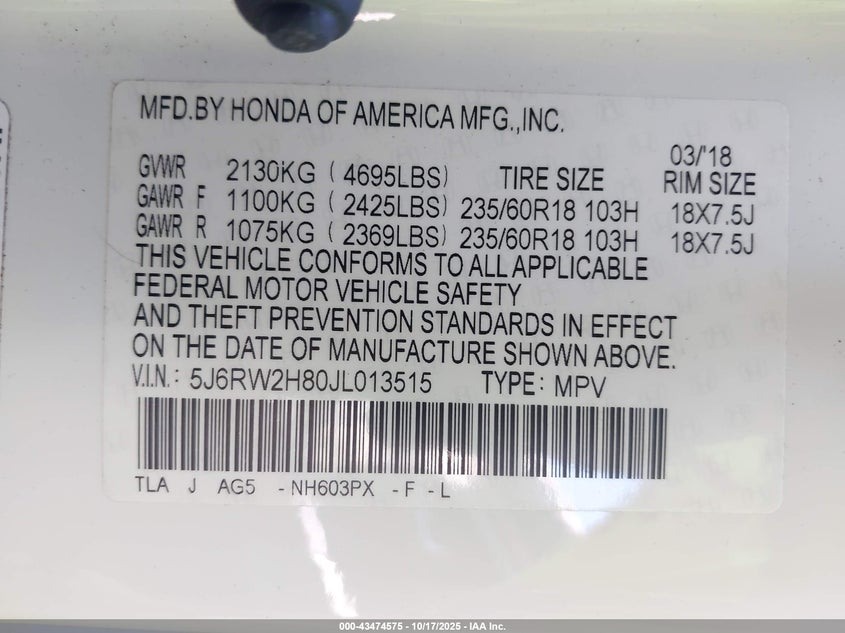 MFD.BY HONDA OF AMERICA MFG.,INC.
03/'18
GVWR 2130KG ( 4695LBS) TIRE SIZE RIM SIZE
GAWR F 1100KG ( 2425LBS) 235/60R18 103H 18X7.5J
GAWR R 1075KG ( 2369LBS) 235/60R18 103H 18X7.5J
THIS VEHICLE CONFORMS TO ALL APPLICABLE
FEDERAL MOTOR VEHICLE SAFETY
AND THEFT PREVENTION STANDARDS IN EFFECT
ON THE DATE OF MANUFACTURE SHOWN ABOVE.
V.I.N.: 5J6RW2H80JL013515 TYPE: MPV
TLA J AG5 -NH603PX -F -L
000-43474575 - 10/17/2025 - IAA Inc.